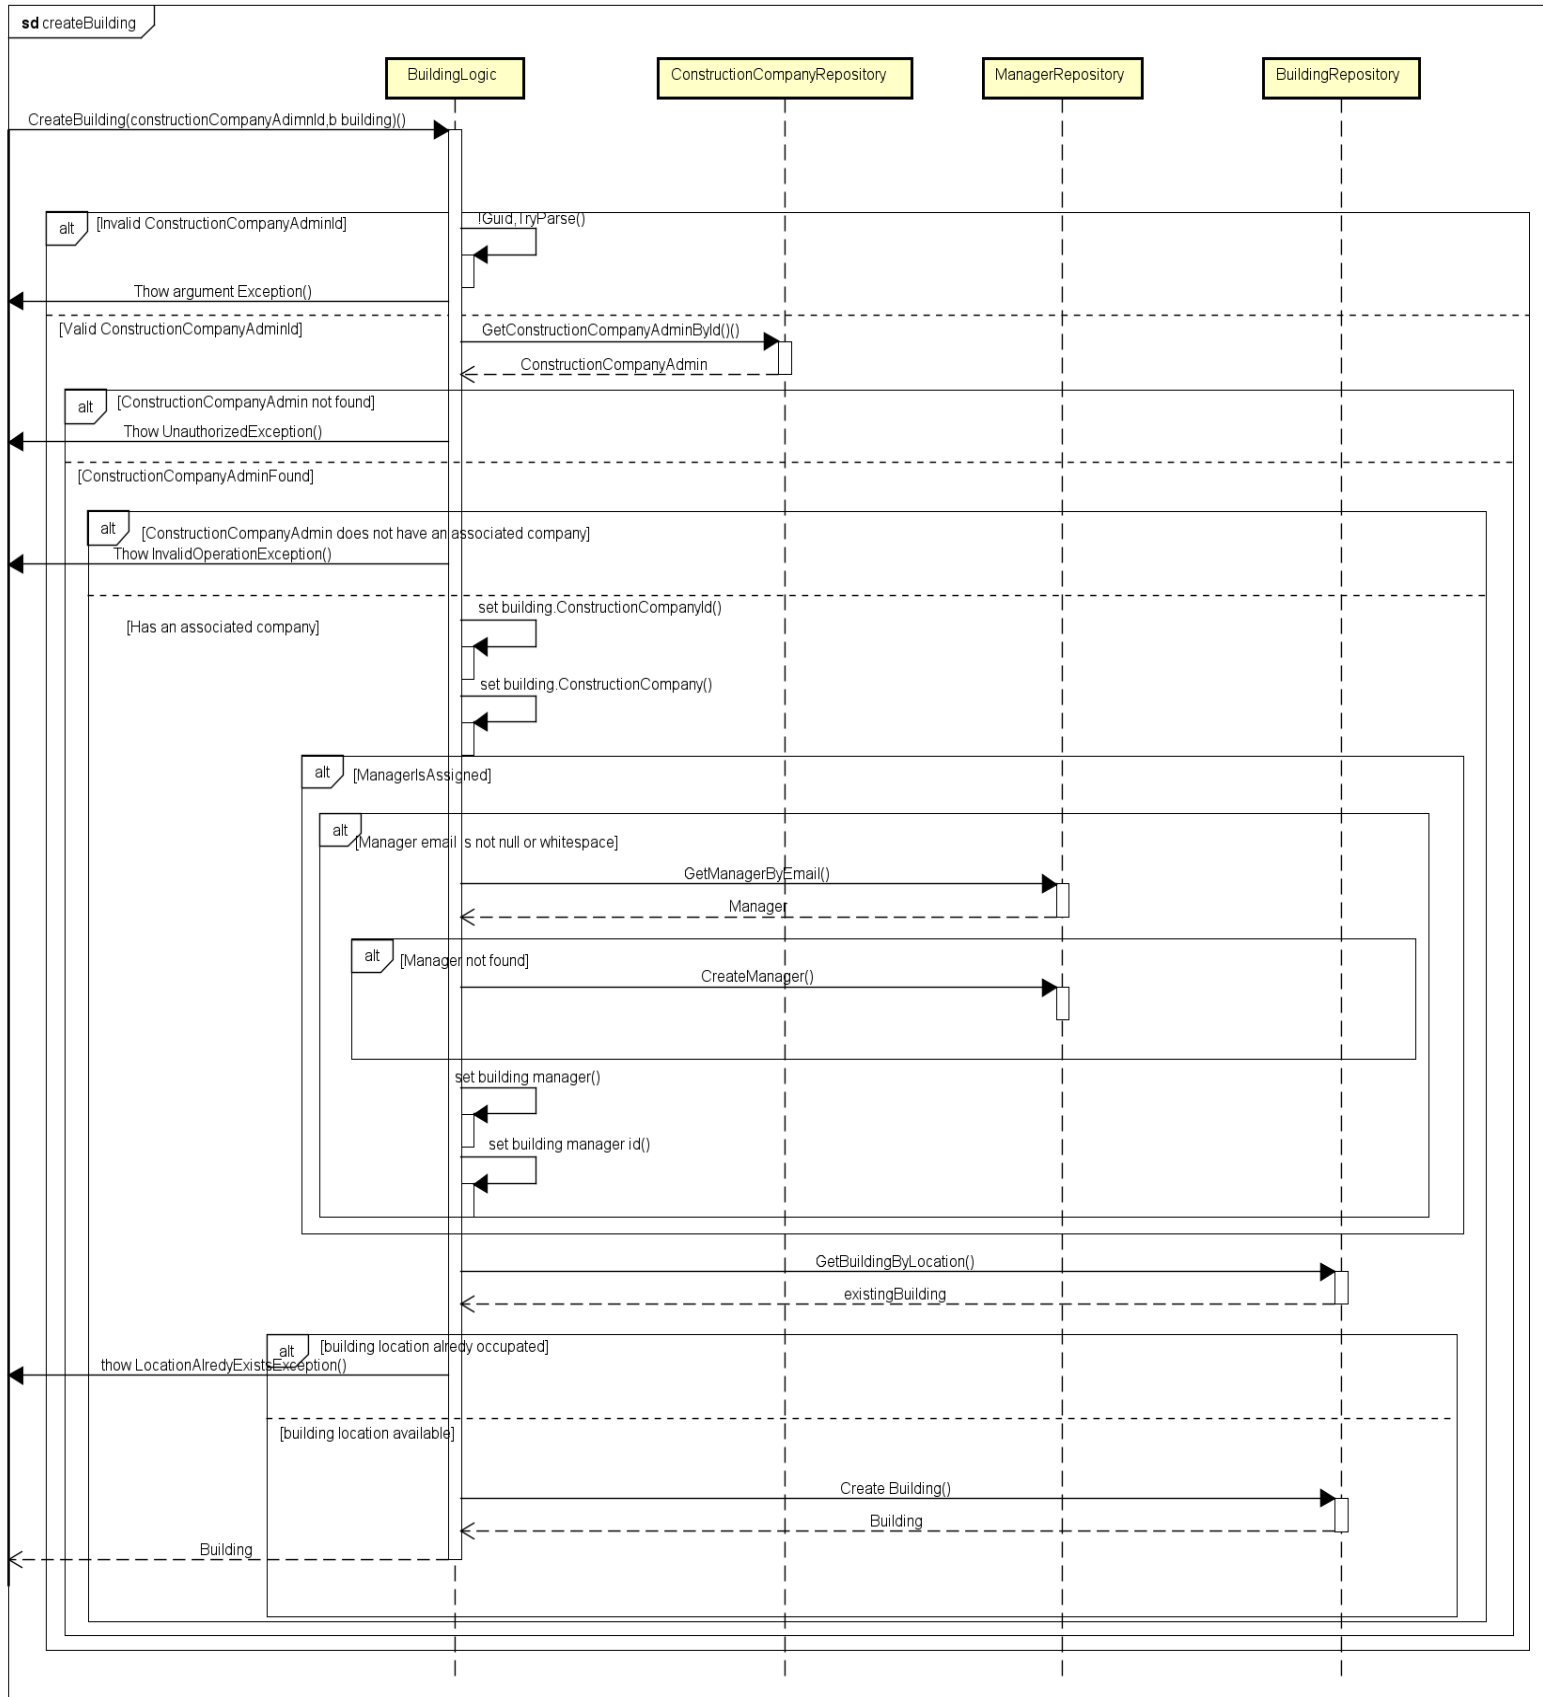 sd createBuilding
BuildingLogic
ConstructionCompanyRepository
ManagerRepository
BuildingRepository
CreateBuilding(constructionCompanyAdimnId,b building)()
alt
[Invalid ConstructionCompanyAdminId]
!Guid,TryParse()
Thow argument Exception()
[Valid ConstructionCompanyAdminId]
GetConstructionCompanyAdminById()()
ConstructionCompanyAdmin
alt
[ConstructionCompanyAdmin not found]
Thow UnauthorizedException()
[ConstructionCompanyAdminFound]
alt
[ConstructionCompanyAdmin does not have an associated company]
Thow InvalidOperationException()
set building.ConstructionCompanyId()
[Has an associated company]
set building.ConstructionCompany()
alt
[ManagerIsAssigned]
alt
[Manager email is not null or whitespace]
GetManagerByEmail()
Manager
alt
[Manager not found]
CreateManager()
set building manager()
set building manager id()
GetBuildingByLocation()
existingBuilding
alt
[building location alredy occupated]
thow LocationAlredyExistsException()
[building location available]
Create Building()
Building
Building